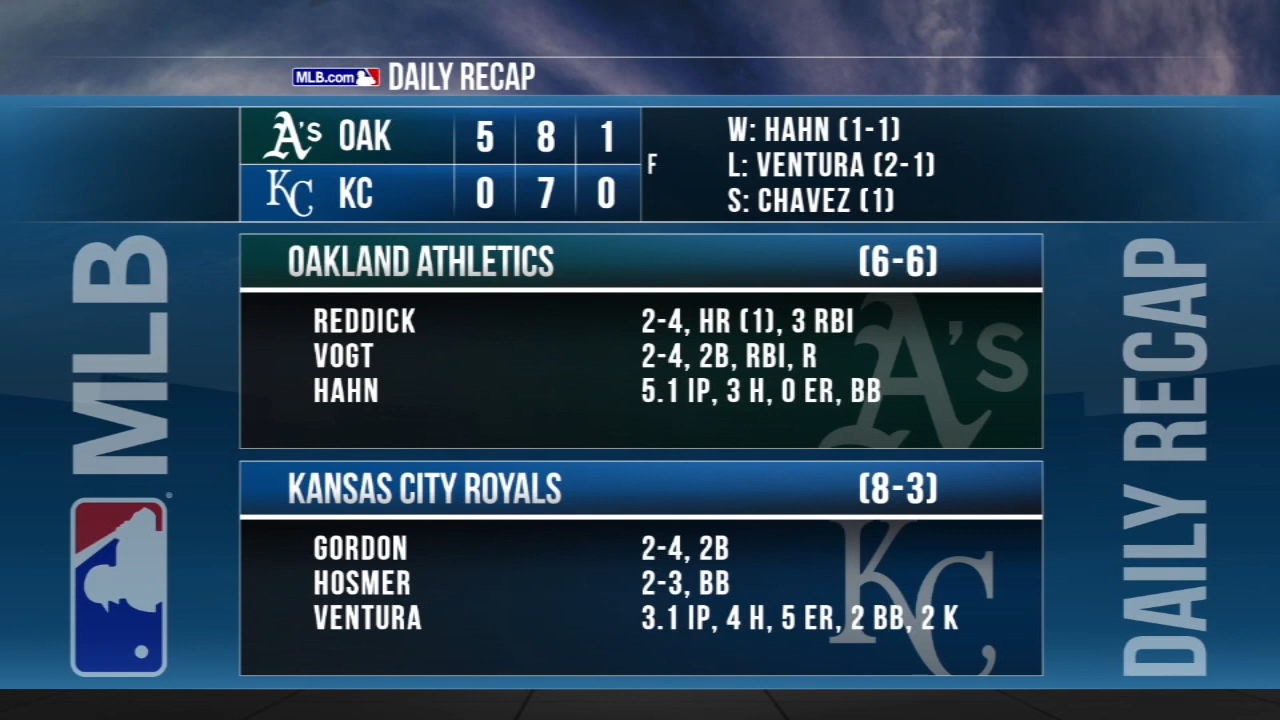 MLB.com DAILY RECAP
A's OAK 5 8 1
KC KC 0 7 0
F
W: HAHN (1-1)
L: VENTURA (2-1)
S: CHAVEZ (1)
MLB
OAKLAND ATHLETICS (6-6)
REDDICK 2-4, HR (1), 3 RBI
VOGT 2-4, 2B, RBI, R
HAHN 5.1 IP, 3 H, 0 ER, BB
A's
KANSAS CITY ROYALS (8-3)
GORDON 2-4, 2B
HOSMER 2-3, BB
VENTURA 3.1 IP, 4 H, 5 ER, 2 BB, 2 K
KC
DAILY RECAP